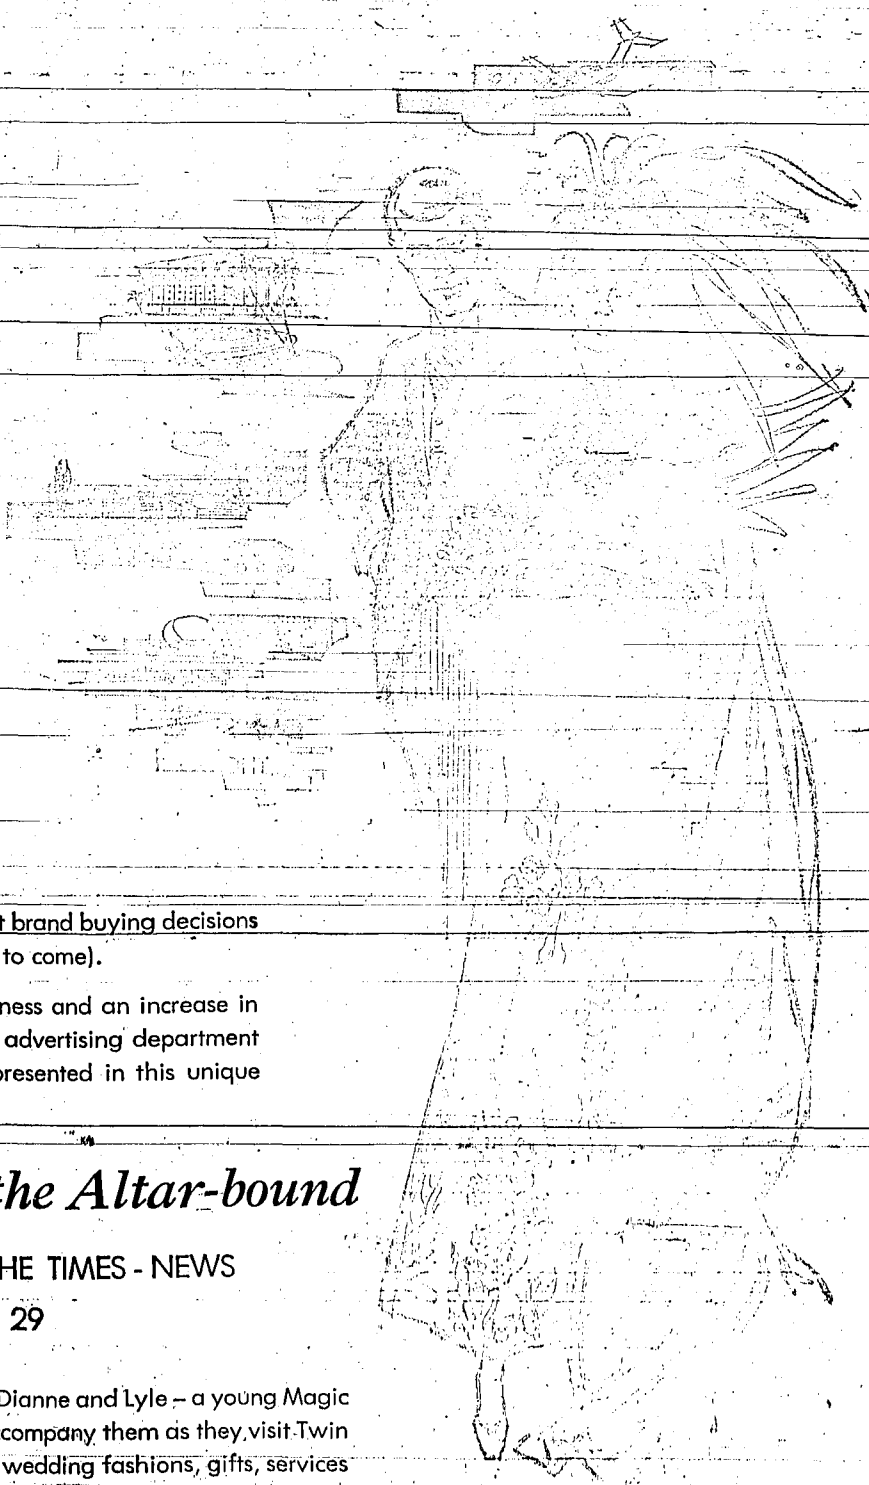 t brand buying decisions
to come).
ness and an increase in
advertising department
presented in this unique
the Altar-bound
HE TIMES - NEWS
29
Dianne and Lyle – a young Magic
company them as they visit Twin
wedding fashions, gifts, services